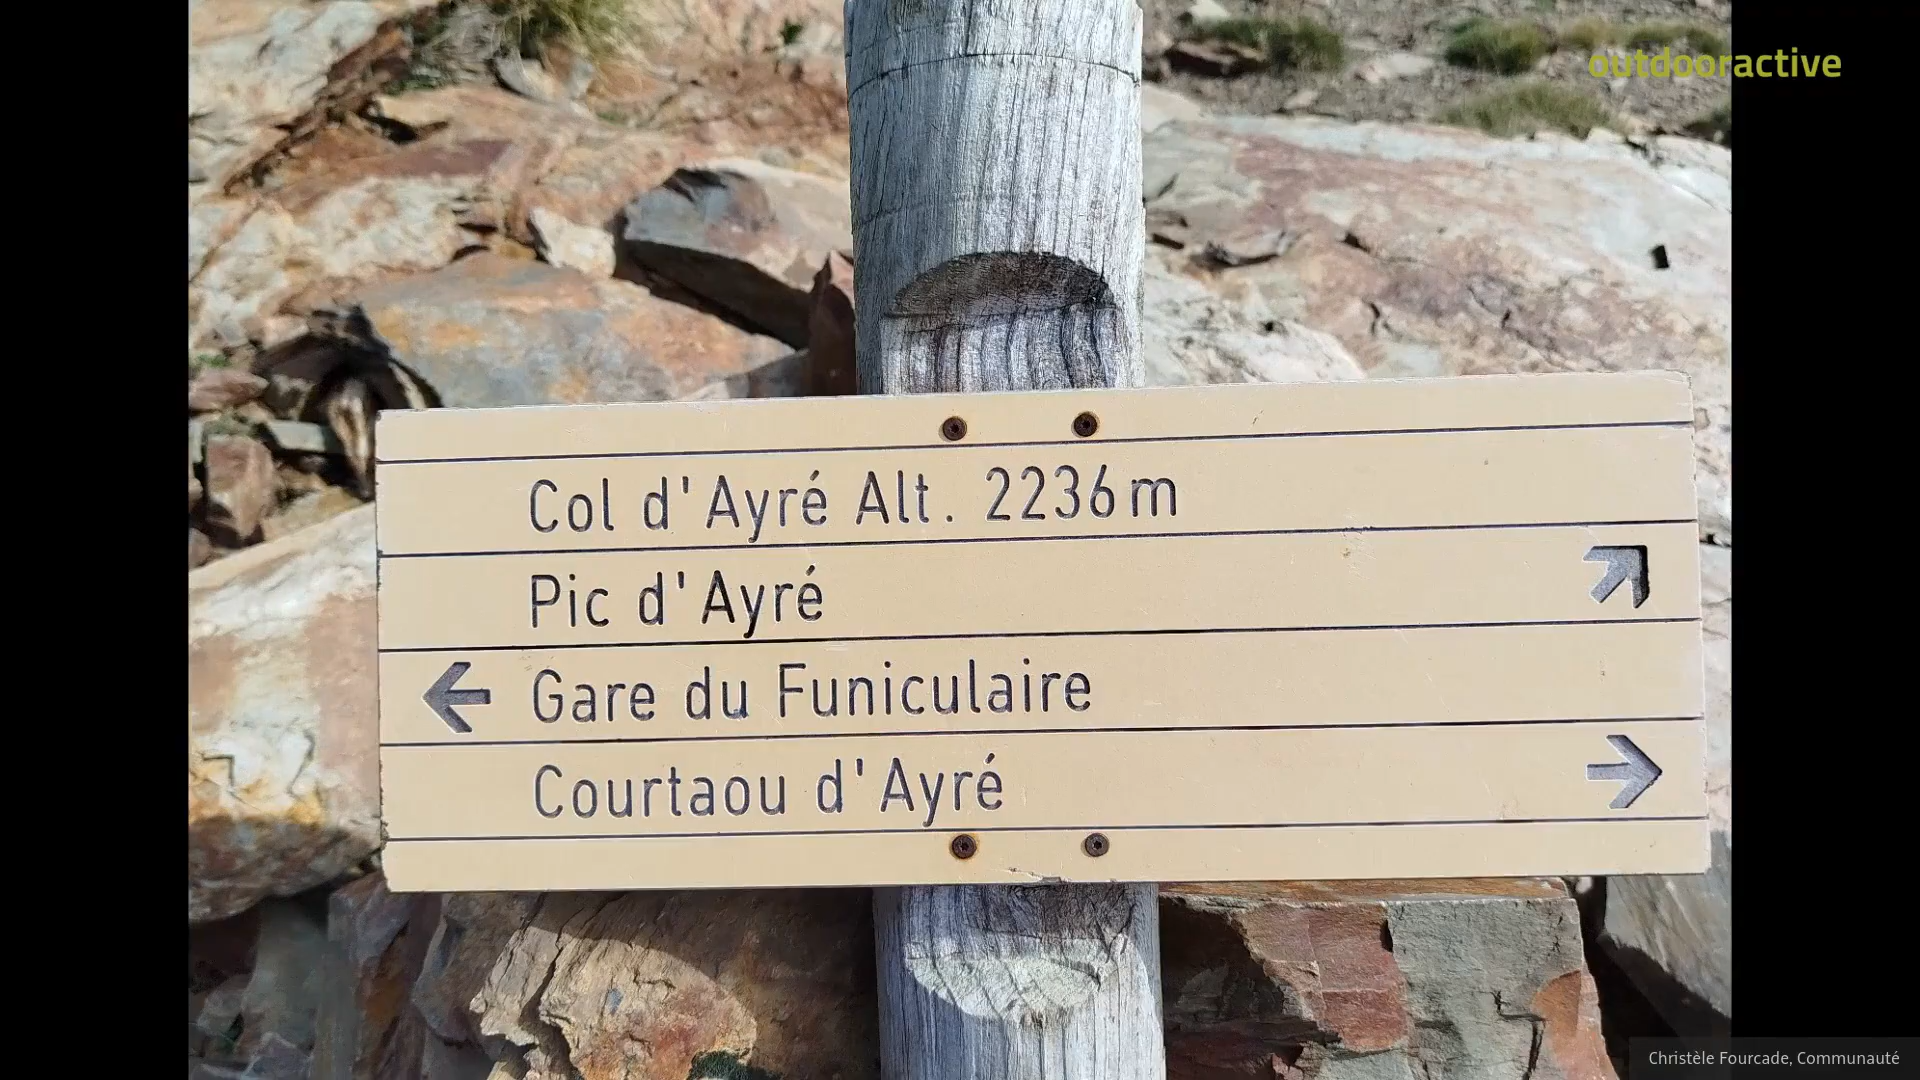 outdooractive
Col d'Ayré Alt. 2236m
Pic d'Ayré
Gare du Funiculaire
Courtaou d'Ayré
Christèle Fourcade, Communauté